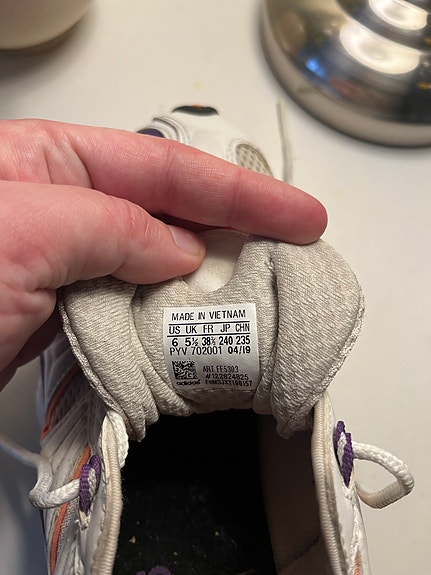 MADE IN VIETNAM
US UK FR JP CHN
6 5½ 38⅔ 240 235
PYV 702001 04/19
ART EE5303
#122824825
adidas